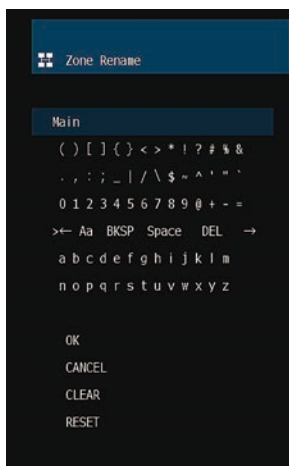 Zone Rename
Main
( ) [ ] { } < > * ! ? # % &
. , : ; _ | / \ $ ~ ^ ' " `
0 1 2 3 4 5 6 7 8 9 @ + - =
>← Aa BKSP Space DEL →
a b c d e f g h i j k l m
n o p q r s t u v w x y z
OK
CANCEL
CLEAR
RESET